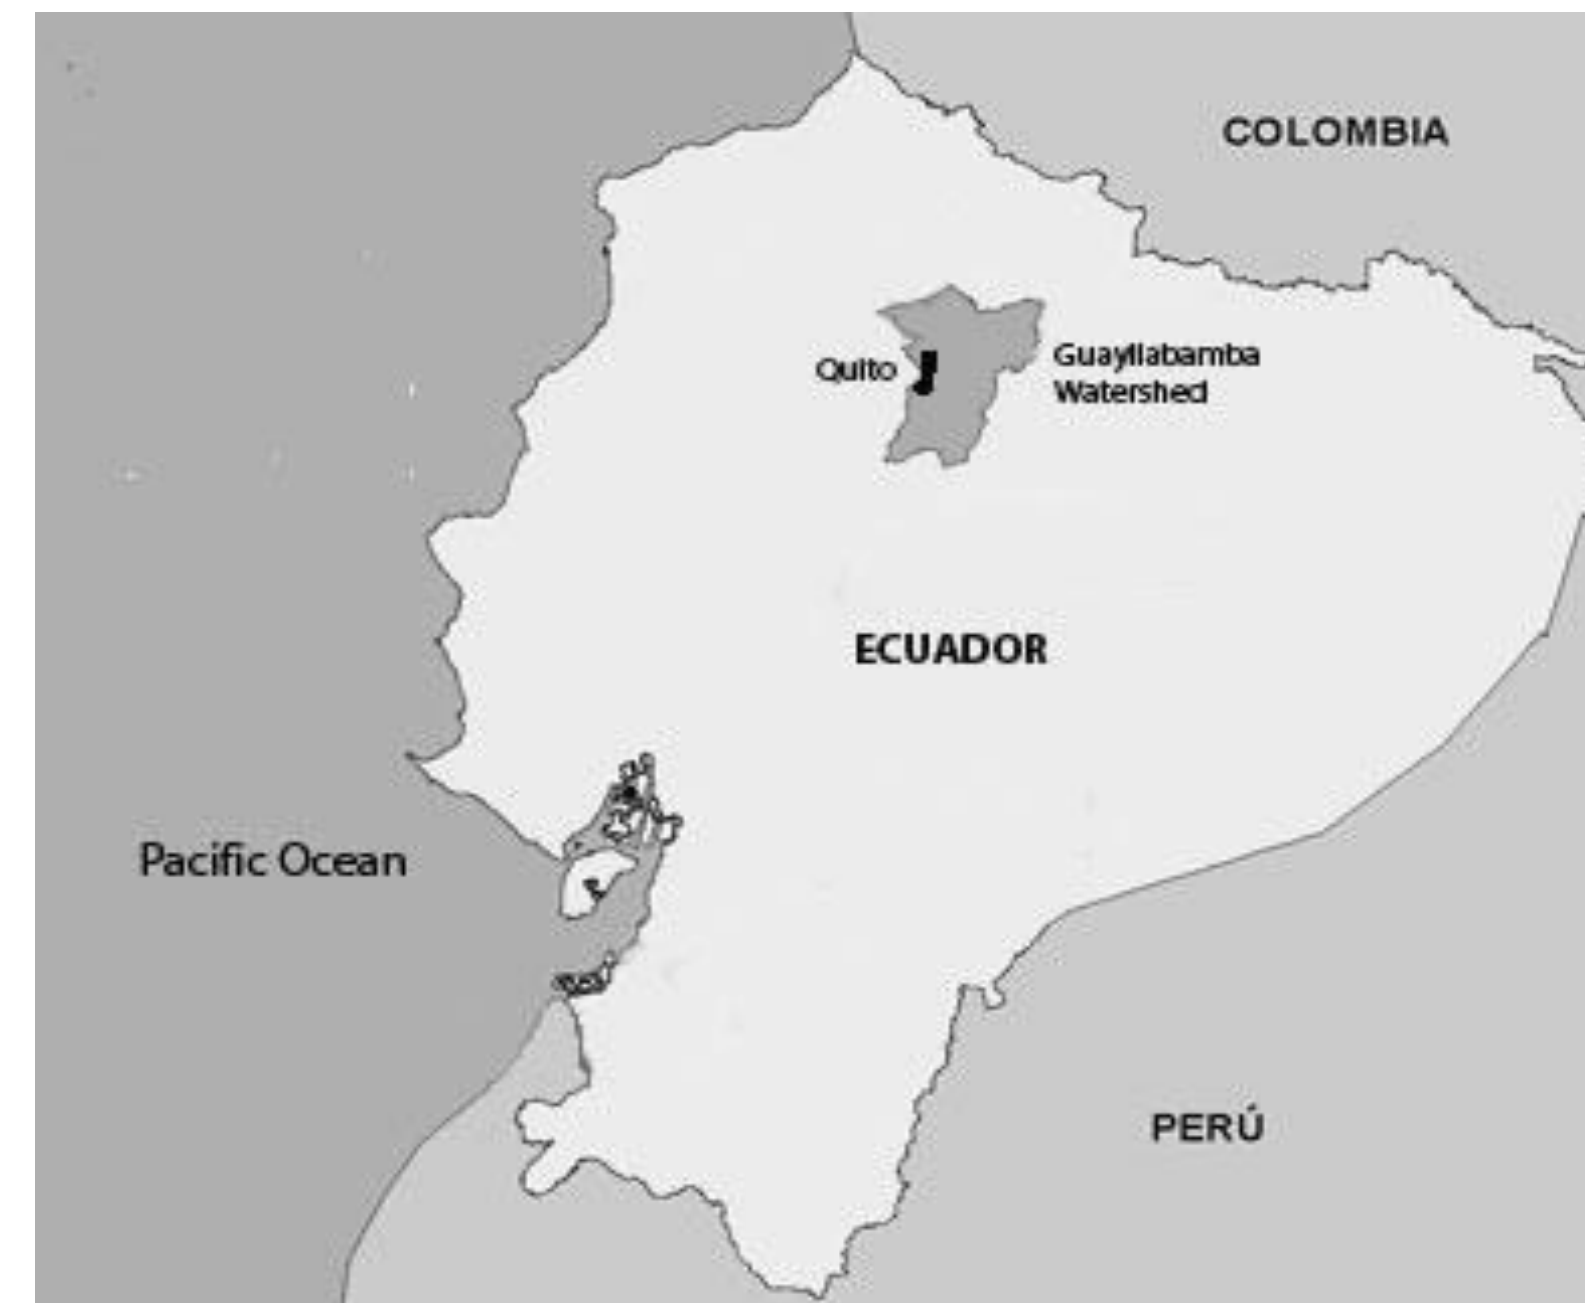 COLOMBIA
Quito
Guayllabamba
Watershed
ECUADOR
Pacific Ocean
PERÚ